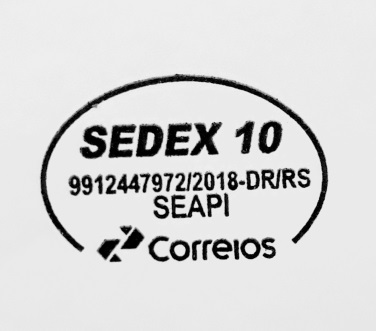 SEDEX 10
9912447972/2018-DR/RS
SEAPI
Correios